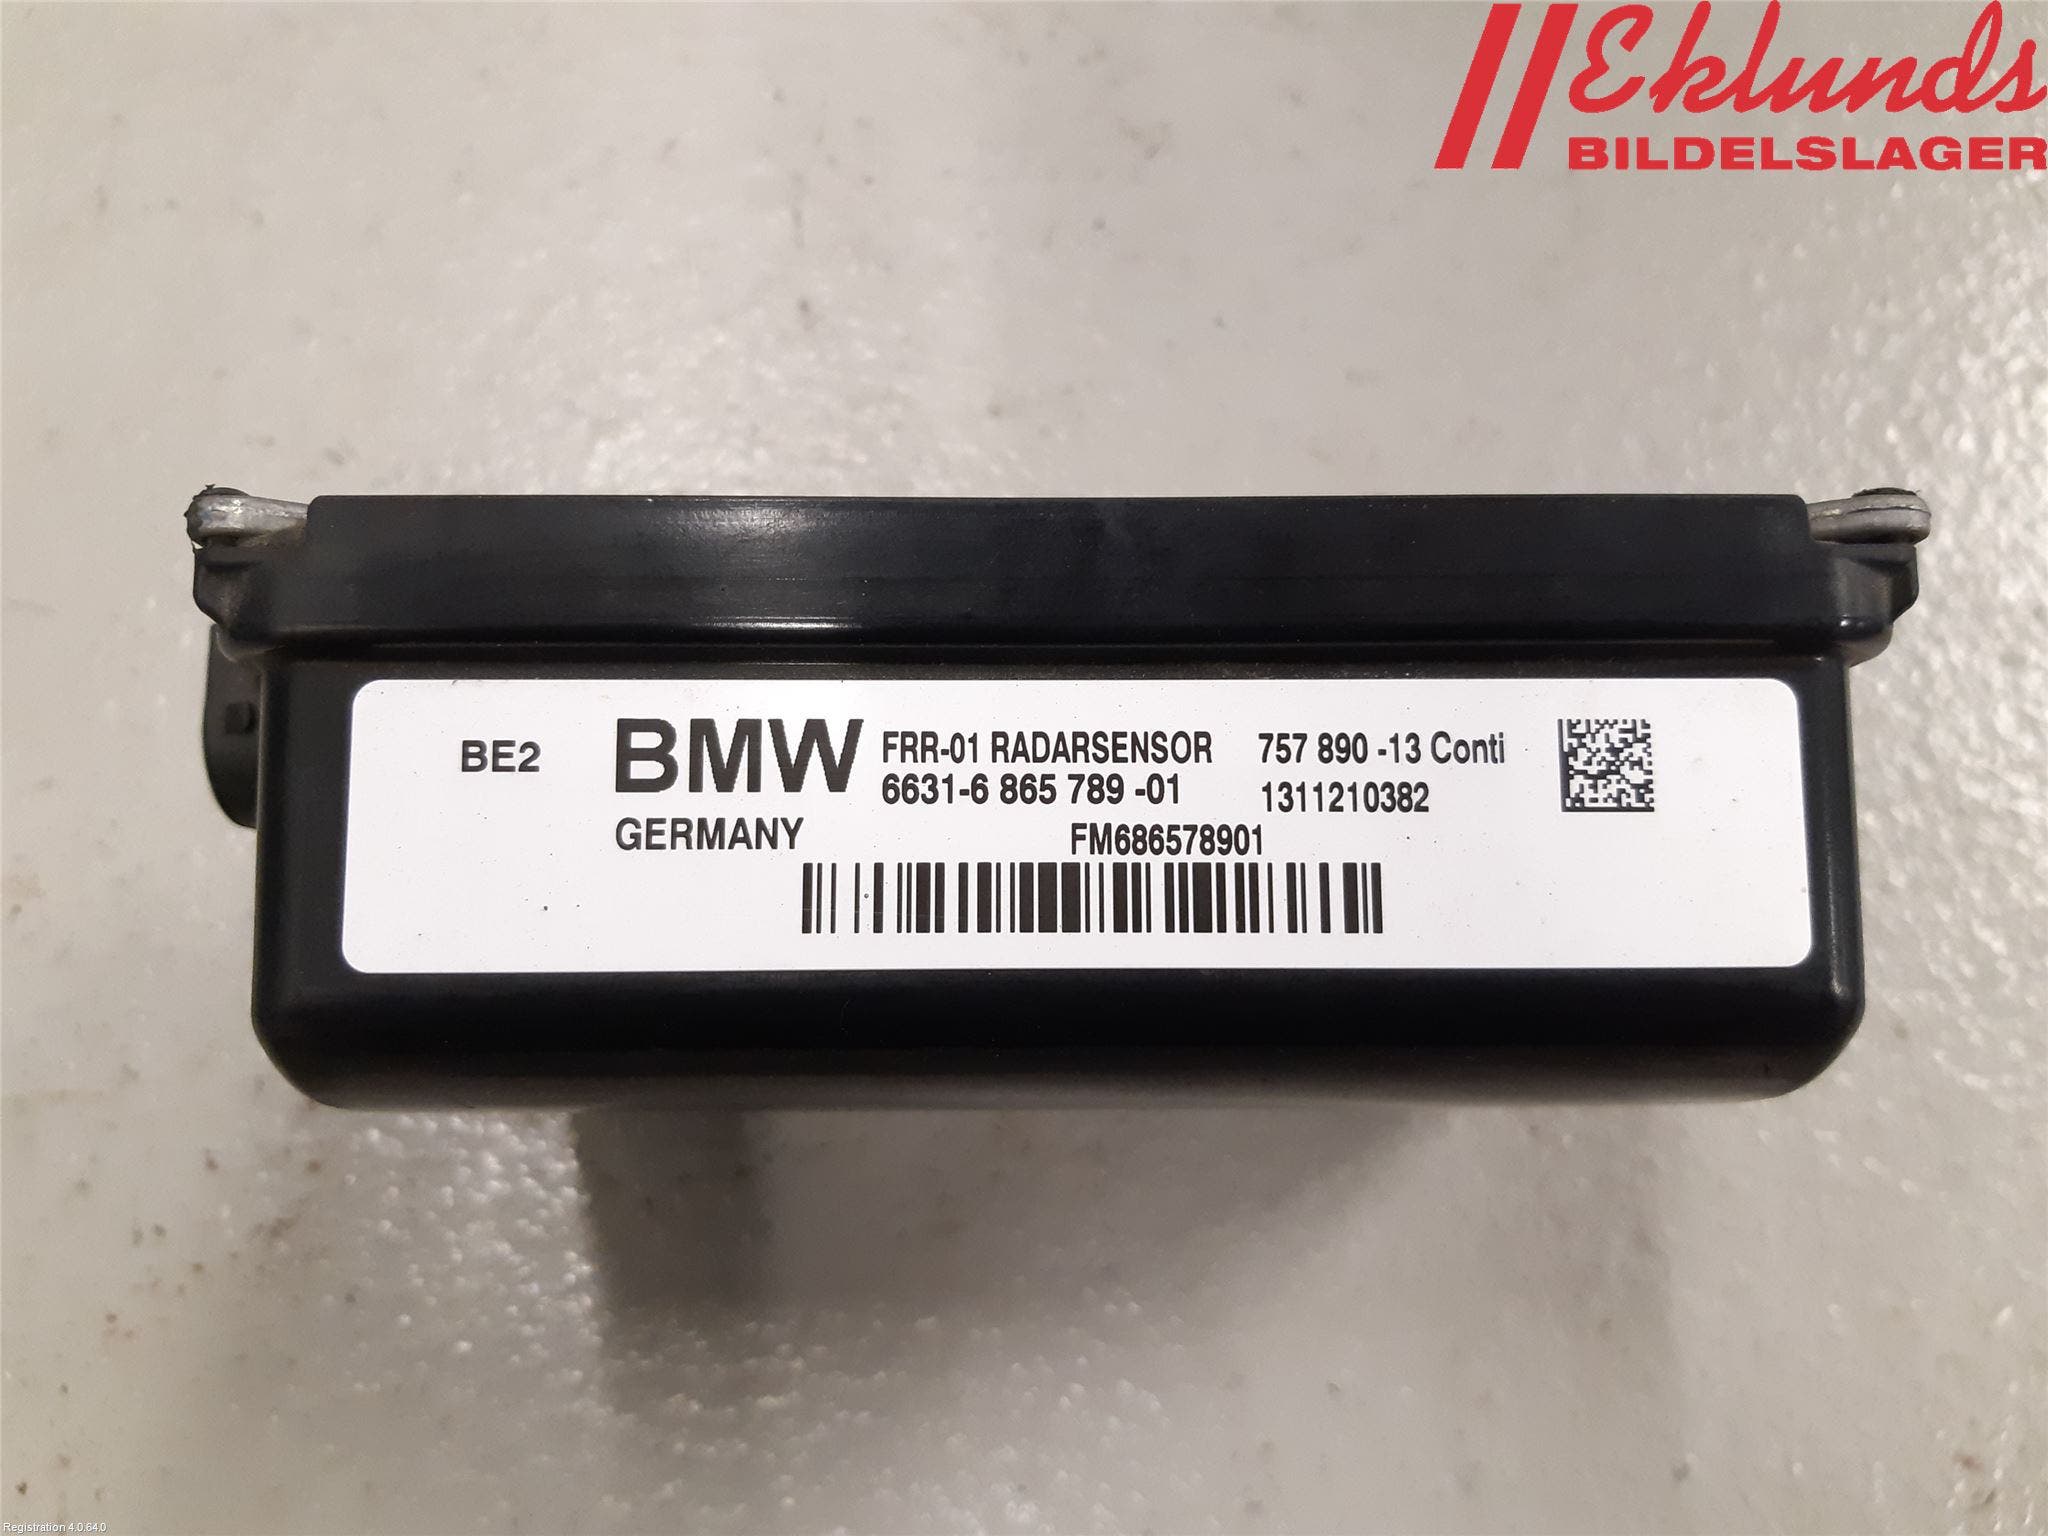 Eklunds
BILDELSLAGER
BE2
BMW
FRR-01 RADARSENSOR
757 890 -13 Conti
6631-6 865 789 -01
1311210382
GERMANY
FM686578901
Registration 4.0.64.0